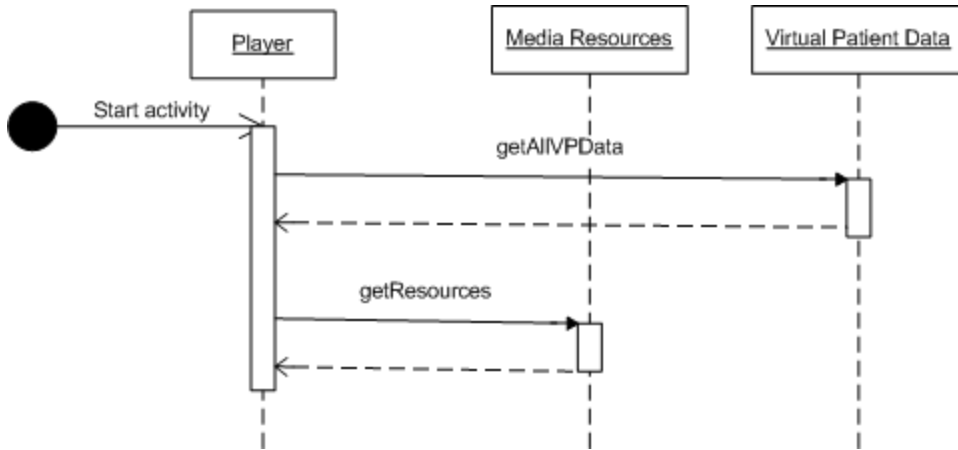 Player
Media Resources
Virtual Patient Data
Start activity
getAllVPData
getResources